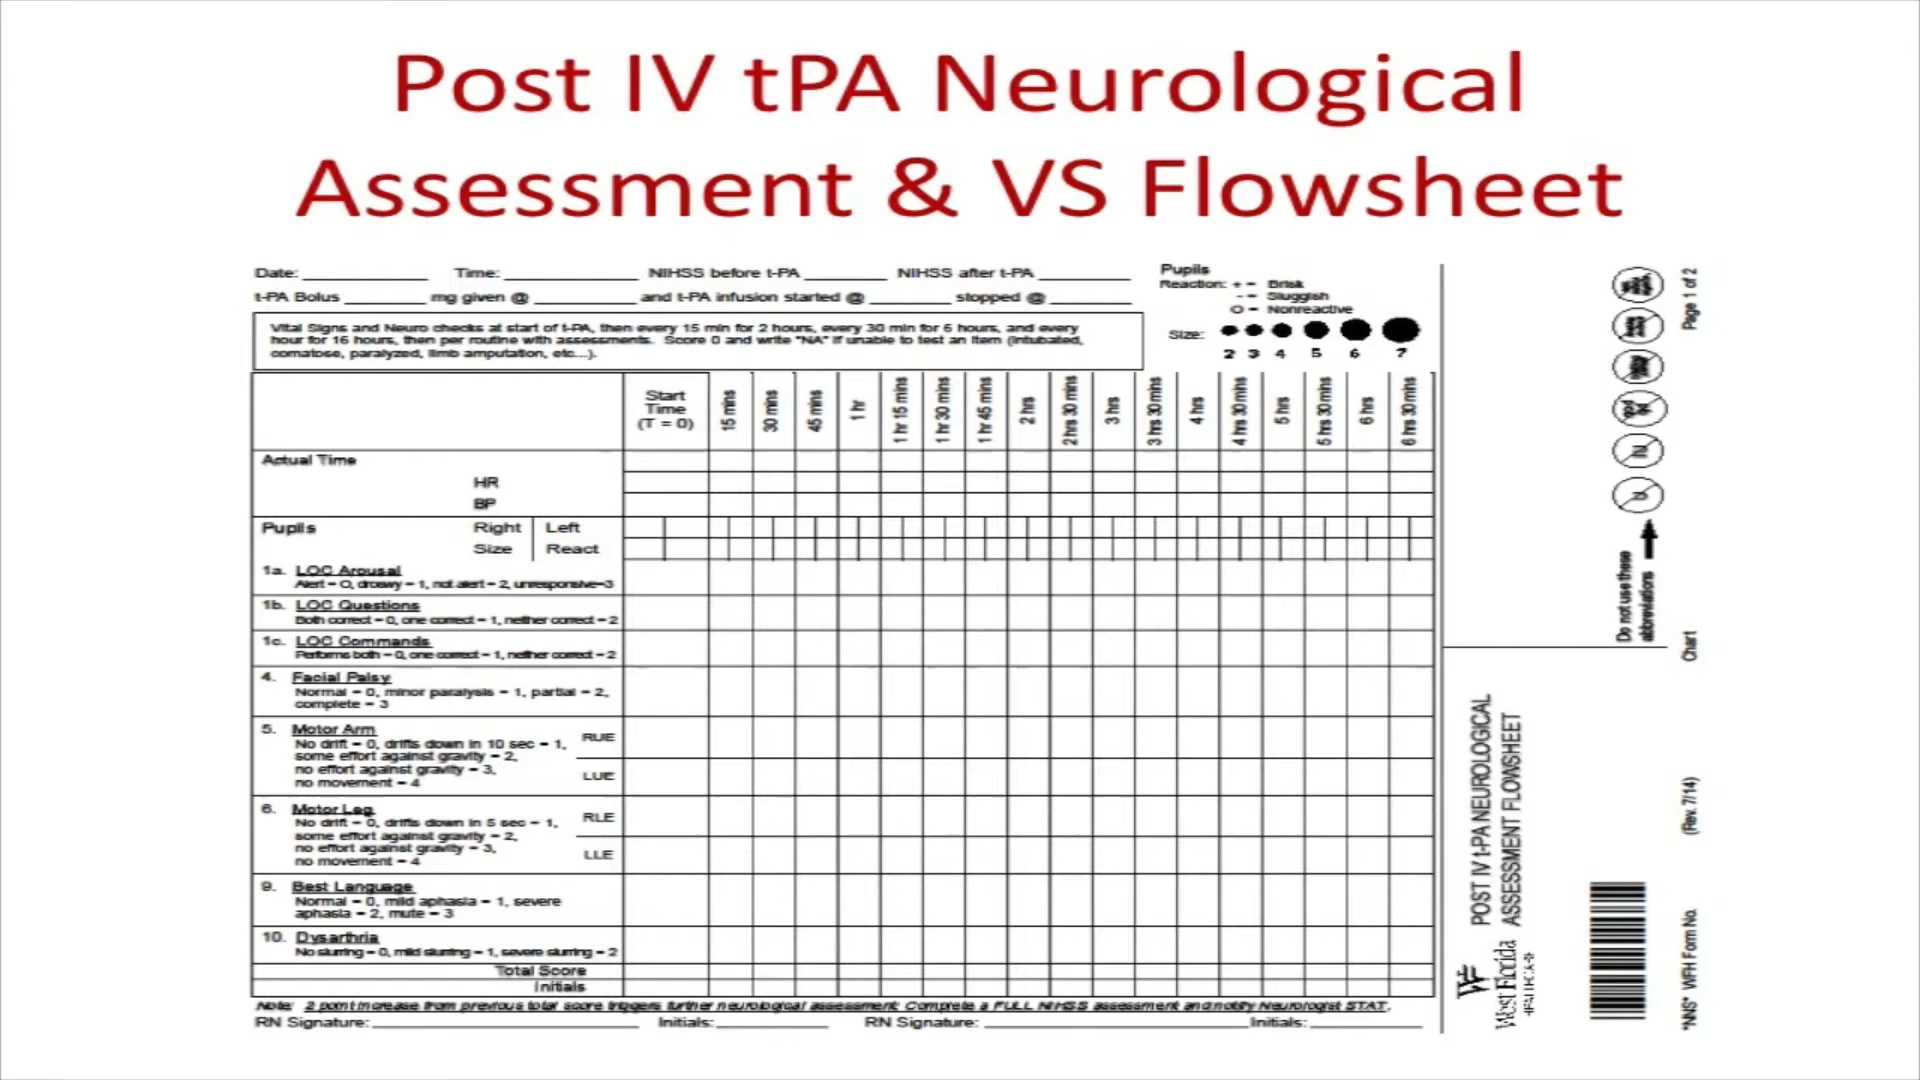 Post IV tPA Neurological
Assessment & VS Flowsheet
Date: Time: NIHSS before t-PA NIHSS after t-PA
t-PA Bolus mg given @ and t-PA infusion started @ stopped @
Pupils
Reaction: + = Brisk
- = Sluggish
O = Nonreactive
Size:
2 3 4 5 6 7
Vital Signs and Neuro checks at start of t-PA, then every 15 min for 2 hours, every 30 min for 6 hours, and every
hour for 16 hours, then per routine with assessments. Score 0 and write "NA" if unable to test an item (intubated,
comatose, paralyzed, limb amputation, etc...).
Start
Time
(T = 0)
15 mins
30 mins
45 mins
1 hr
1 hr 15 mins
1 hr 30 mins
1 hr 45 mins
2 hrs
2 hrs 30 mins
3 hrs
3 hrs 30 mins
4 hrs
4 hrs 30 mins
5 hrs
5 hrs 30 mins
6 hrs
6 hrs 30 mins
Actual Time
HR
BP
Pupils Right Left
Size React
1a. LOC Arousal
Alert = 0, drowsy = 1, not alert = 2, unresponsive=3
1b. LOC Questions
Both correct = 0, one correct = 1, neither correct = 2
1c. LOC Commands
Performs both = 0, one correct = 1, neither correct = 2
4. Facial Palsy
Normal = 0, minor paralysis = 1, partial = 2,
complete = 3
5. Motor Arm
No drift = 0, drifts down in 10 sec = 1,
some effort against gravity = 2,
no effort against gravity = 3,
no movement = 4
RUE
LUE
6. Motor Leg
No drift = 0, drifts down in 5 sec = 1,
some effort against gravity = 2,
no effort against gravity = 3,
no movement = 4
RLE
LLE
9. Best Language
Normal = 0, mild aphasia = 1, severe
aphasia = 2, mute = 3
10. Dysarthria
No slurring = 0, mild slurring = 1, severe slurring = 2
Total Score
Initials
Note: 2 point increase from previous total score triggers further neurological assessment. Complete a FULL NIHSS assessment and notify Neurologist STAT.
RN Signature: Initials: RN Signature: Initials:
Do not use these
abbreviations
POST IV t-PA NEUROLOGICAL
ASSESSMENT FLOWSHEET
WF
West Florida
HEALTHCARE
*NNS* WFH Form No. (Rev. 7/14) Chart Page 1 of 2